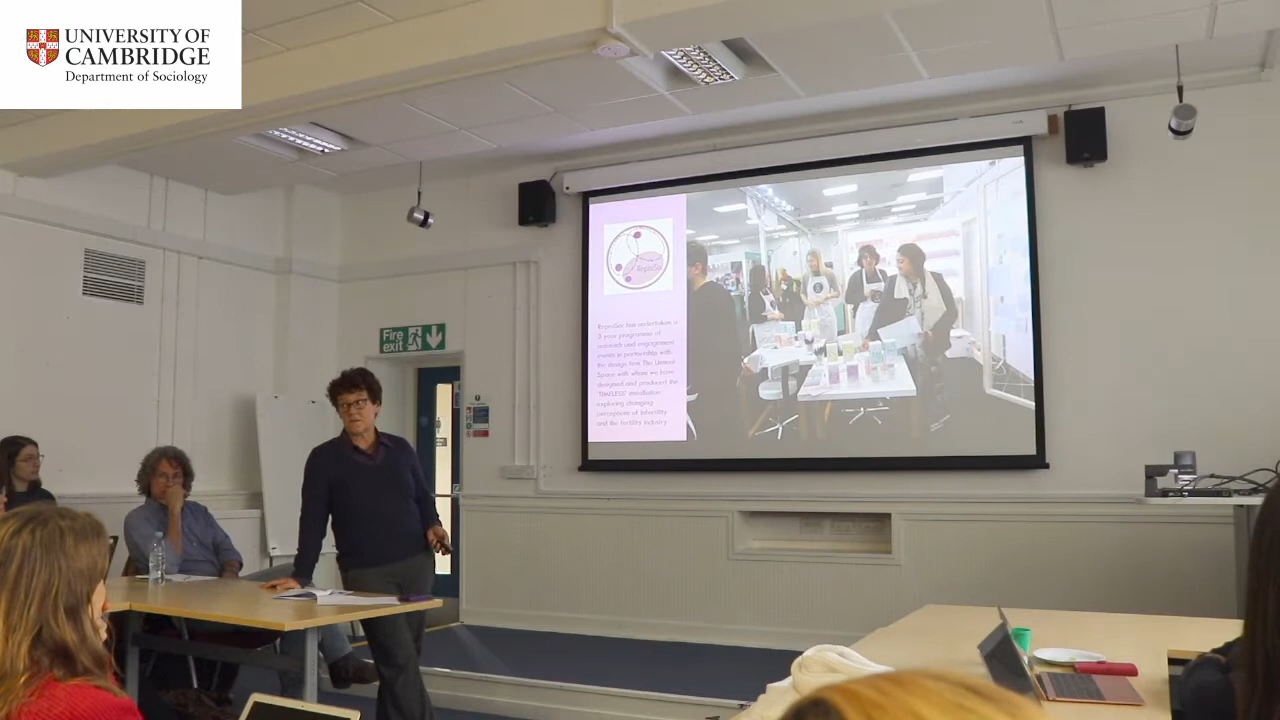 UNIVERSITY OF
CAMBRIDGE
Department of Sociology
Fire
exit
ReproSoc
ReproSoc has undertaken a
3 year programme of
outreach and engagement
events in partnership with
the design firm The Liminal
Space with whom we have
designed and produced the
'TIMELESS' installation
exploring changing
perceptions of infertility
and the fertility industry